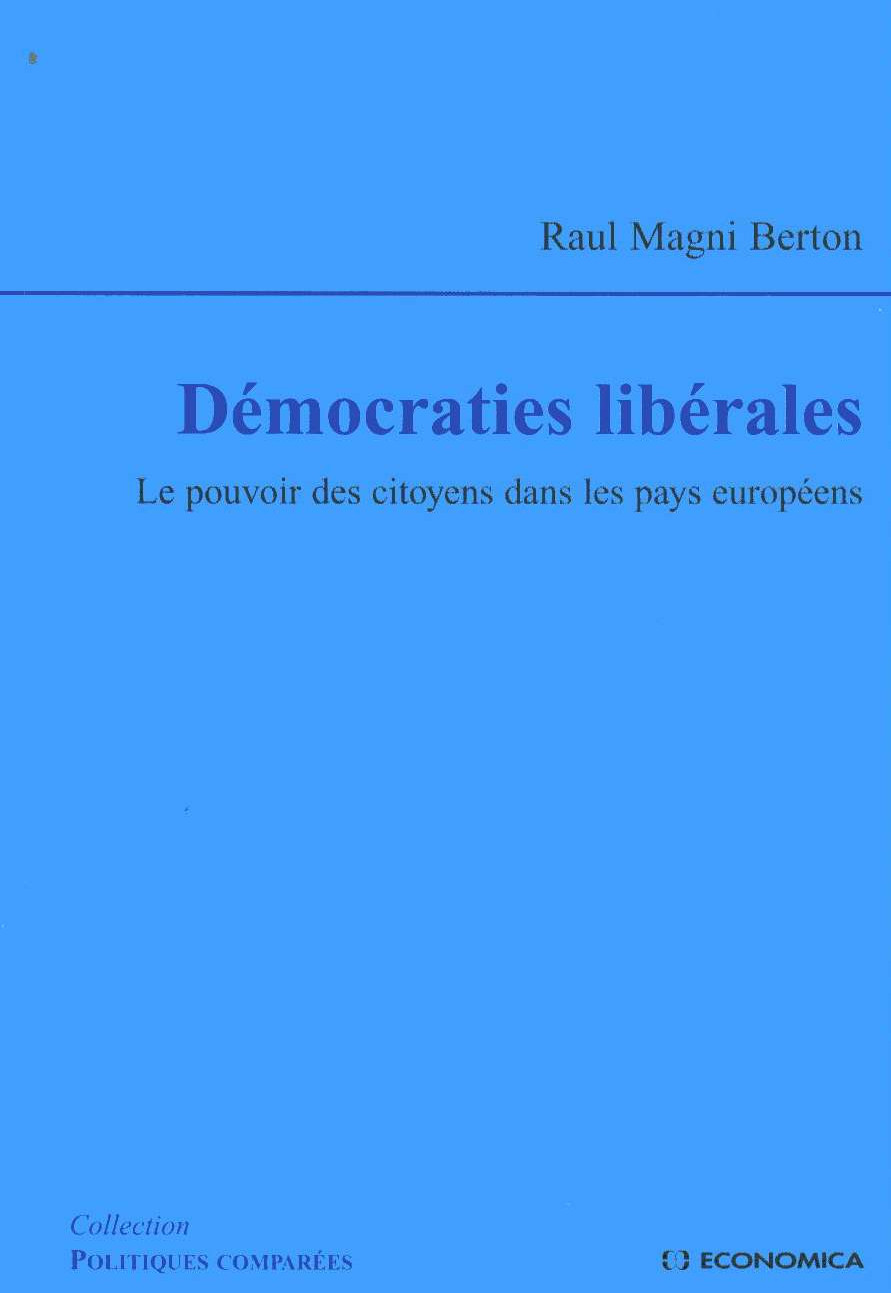 Raul Magni Berton
Démocraties libérales
Le pouvoir des citoyens dans les pays européens
Collection
POLITIQUES COMPARÉES
ECONOMICA